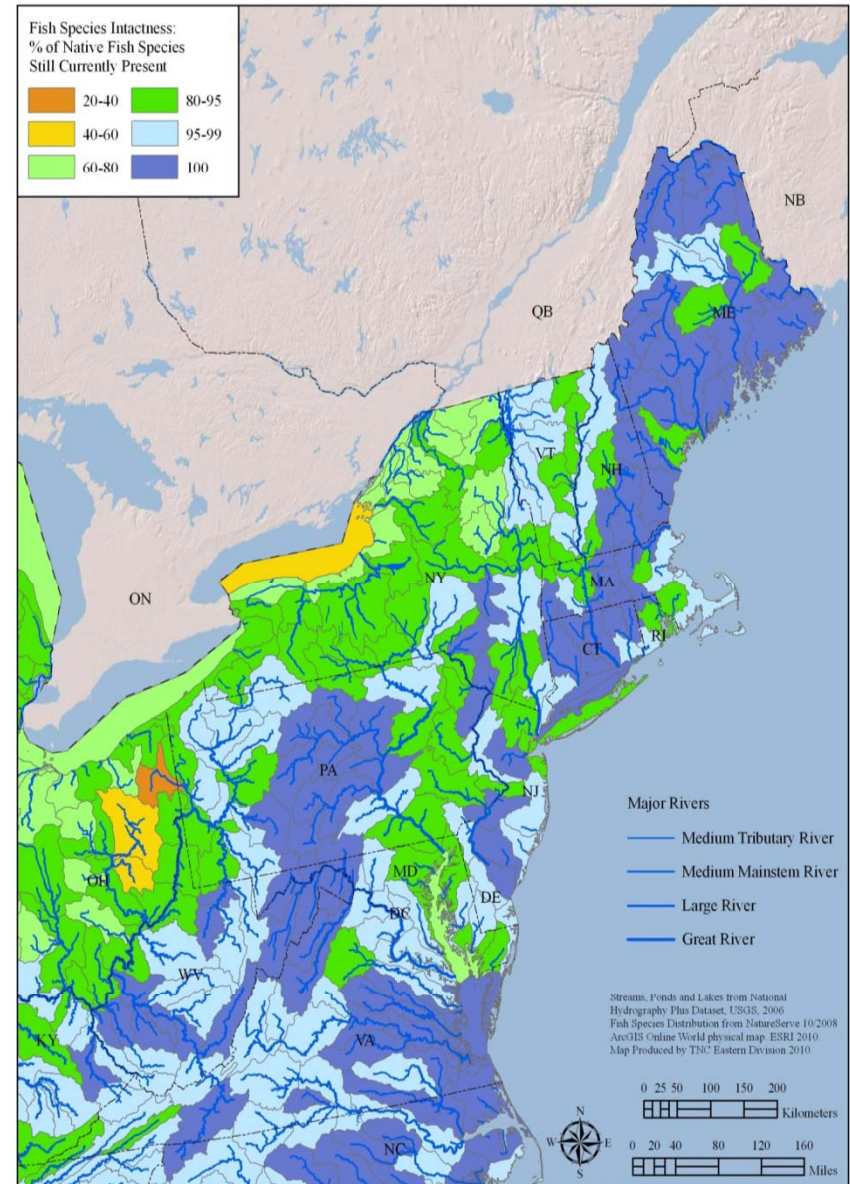 Fish Species Intactness:
% of Native Fish Species
Still Currently Present
20-40
80-95
40-60
95-99
60-80
100
NB
QB
ME
VT
NH
ON
NY
MA
CT
RI
PA
NJ
OH
MD
DE
DC
WV
KY
VA
NC
Major Rivers
Medium Tributary River
Medium Mainstem River
Large River
Great River
Streams, Ponds and Lakes from National
Hydrography Plus Dataset, USGS, 2006
Fish Species Distribution from NatureServe 10/2008
ArcGIS Online World physical map. ESRI 2010.
Map Produced by TNC Eastern Division 2010
0 25 50 100 150 200
Kilometers
N
W E
S
0 20 40 80 120 160
Miles